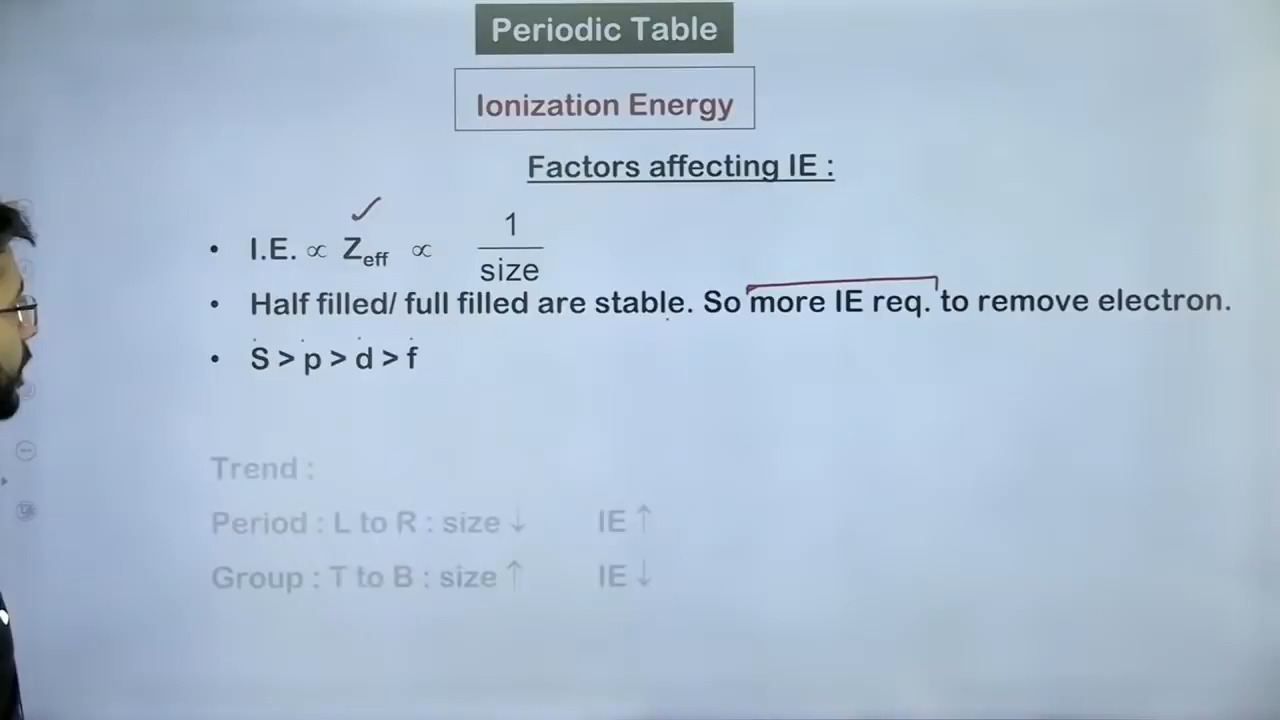 Periodic Table
Ionization Energy
Factors affecting IE :
• I.E. ∝ Zeff ∝ 1/size
• Half filled/ full filled are stable. So more IE req. to remove electron.
• S > p > d > f
Trend :
Period : L to R : size ↓ IE ↑
Group : T to B : size ↑ IE ↓